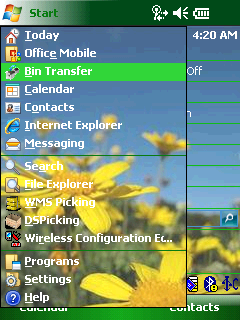 Start
Today
4:20 AM
Office Mobile
Bin Transfer
Off
Calendar
Contacts
Internet Explorer
Messaging
Search
File Explorer
WMS Picking
DSPicking
Wireless Configuration Ec...
Programs
Settings
Help
Calendar
Contacts